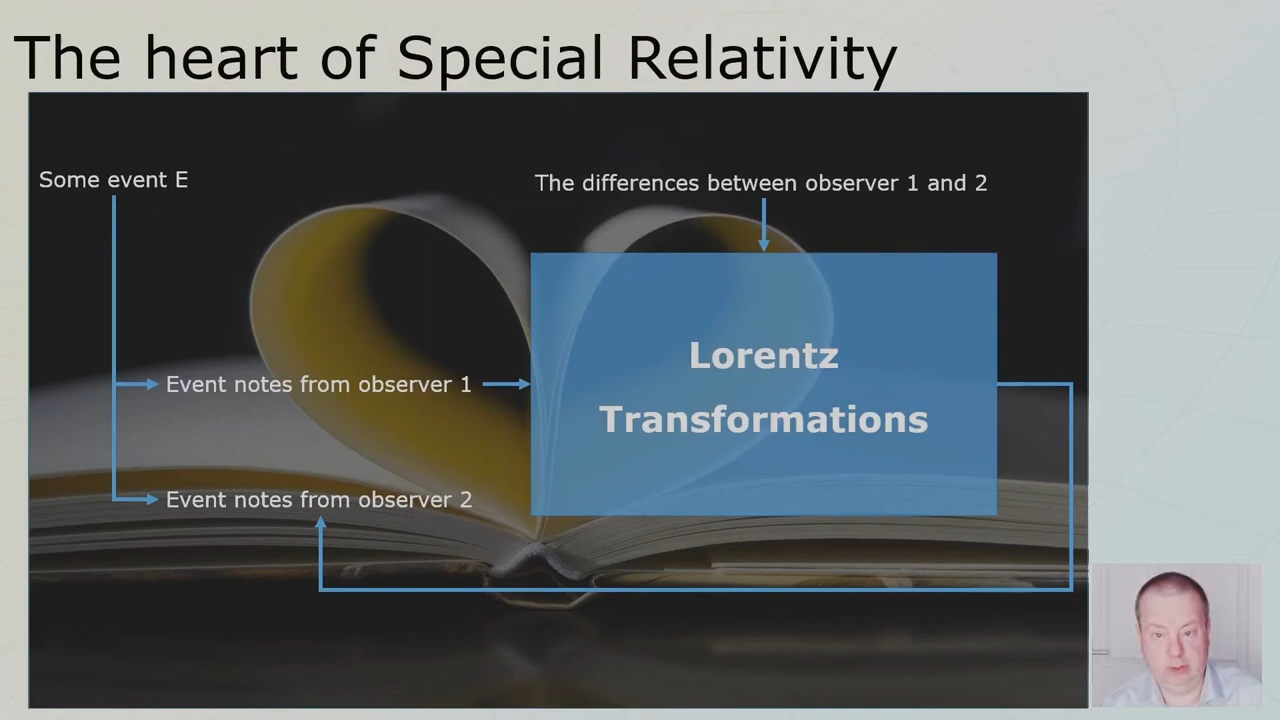 The heart of Special Relativity
Some event E
The differences between observer 1 and 2
Lorentz
Transformations
Event notes from observer 1
Event notes from observer 2